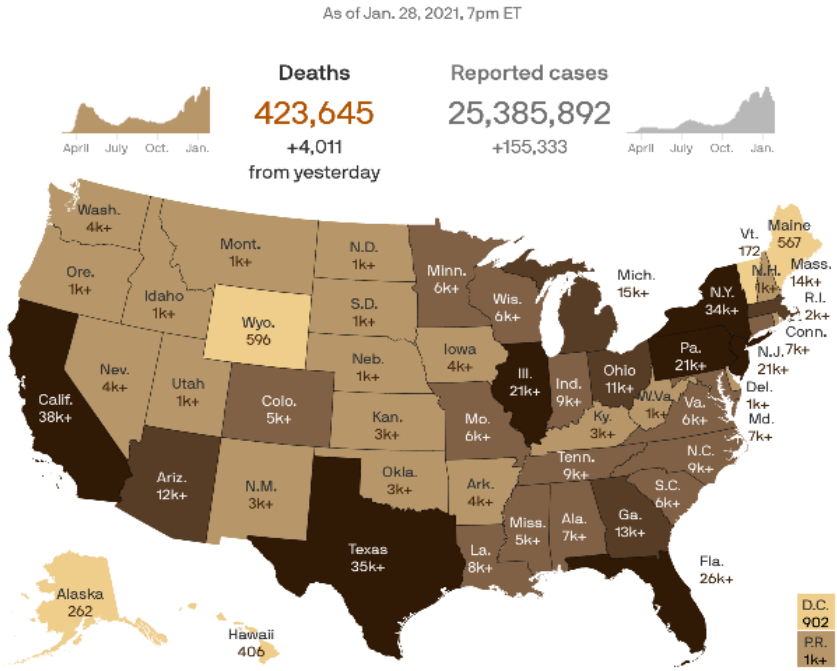 As of Jan. 28, 2021, 7pm ET
Deaths
423,645
+4,011
from yesterday
Reported cases
25,385,892
+155,333
April July Oct. Jan.
April July Oct. Jan.
Wash.
4k+
Ore.
1k+
Calif.
38k+
Nev.
4k+
Idaho
1k+
Mont.
1k+
Wyo.
596
Utah
1k+
Ariz.
12k+
Colo.
5k+
N.M.
3k+
N.D.
1k+
S.D.
1k+
Neb.
1k+
Kan.
3k+
Okla.
3k+
Texas
35k+
Minn.
6k+
Iowa
4k+
Mo.
6k+
Ark.
4k+
La.
8k+
Wis.
6k+
Ill.
21k+
Mich.
15k+
Ind.
9k+
Ohio
11k+
Ky.
3k+
Tenn.
9k+
Miss.
5k+
Ala.
7k+
Ga.
13k+
Fla.
26k+
S.C.
6k+
N.C.
9k+
Va.
6k+
W.Va.
1k+
Md.
7k+
Del.
1k+
Pa.
21k+
N.J.
21k+
N.Y.
34k+
Conn.
7k+
R.I.
2k+
Mass.
14k+
Vt.
172
N.H.
1k+
Maine
567
Alaska
262
Hawaii
406
D.C.
902
P.R.
1k+